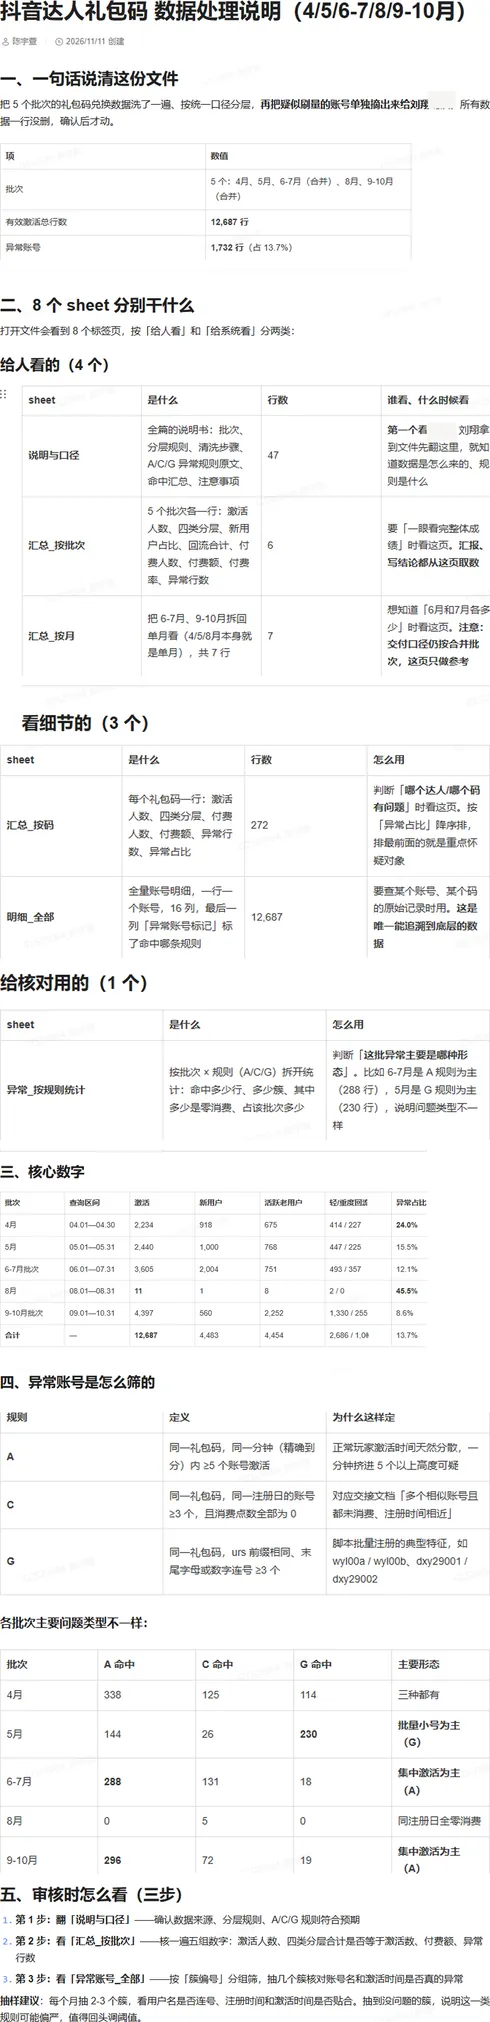 抖音达人礼包码 数据处理说明（4/5/6-7/8/9-10月）
陈宇萱 2026/11/11 创建
一、一句话说清这份文件
把 5 个批次的礼包码兑换数据洗了一遍、按统一口径分层，再把疑似刷量的账号单独摘出来给刘翔 所有数
据一行没删，确认后才动。
项 数值
批次 5 个：4月、5月、6-7月（合并）、8月、9-10月
（合并）
有效激活总行数 12,687 行
异常账号 1,732 行（占 13.7%）
二、8 个 sheet 分别干什么
打开文件会看到 8 个标签页，按「给人看」和「给系统看」分两类：
给人看的（4 个）
sheet 是什么 行数 谁看、什么时候看
说明与口径 全篇的说明书：批次、
分层规则、清洗步骤、
A/C/G 异常规则原文、
命中汇总、注意事项 47 第一个看 刘翔拿
到文件先翻这里，就知
道数据是怎么来的、规
则是什么
汇总_按批次 5 个批次各一行：激活
人数、四类分层、新用
户占比、回流合计、付
费人数、付费额、付费
率、异常行数 6 要「一眼看完整体成
绩」时看这页。汇报、
写结论都从这页取数
汇总_按月 把 6-7月、9-10月拆回
单月看（4/5/8月本身就
是单月），共 7 行 7 想知道「6月和7月各多
少」时看这页。注意：
交付口径仍按合并批
次，这页只做参考
看细节的（3 个）
sheet 是什么 行数 怎么用
汇总_按码 每个礼包码一行：激活
人数、四类分层、付费
人数、付费额、异常行
数、异常占比 272 判断「哪个达人/哪个码
有问题」时看这页。按
「异常占比」降序排，
排最前面的就是重点怀
疑对象
明细_全部 全量账号明细，一行一
个账号，16 列，最后一
列「异常账号标记」标
了命中哪条规则 12,687 要查某个账号、某个码
的原始记录时用。这是
唯一能追溯到底层的数
据
给核对用的（1 个）
sheet 是什么 怎么用
异常_按规则统计 按批次 × 规则（A/C/G）拆开统
计：命中多少行、多少簇、其中
多少是零消费、占该批次多少 判断「这批异常主要是哪种形
态」。比如 6-7月是 A 规则为主
（288 行），5月是 G 规则为主
（230 行），说明问题类型不一
样
三、核心数字
批次 查询区间 激活 新用户 活跃老用户 轻/重度回流 异常占比
4月 04.01—04.30 2,234 918 675 414 / 227 24.0%
5月 05.01—05.31 2,440 1,000 768 447 / 225 15.5%
6-7月批次 06.01—07.31 3,605 2,004 751 493 / 357 12.1%
8月 08.01—08.31 11 1 8 2 / 0 45.5%
9-10月批次 09.01—10.31 4,397 560 2,252 1,330 / 255 8.6%
合计 — 12,687 4,483 4,454 2,686 / 1,0 13.7%
四、异常账号是怎么筛的
规则 定义 为什么这样定
A 同一礼包码，同一分钟（精确到
分）内 ≥5 个账号激活 正常玩家激活时间天然分散，一
分钟挤进 5 个以上高度可疑
C 同一礼包码，同一注册日的账号
≥3 个，且消费点数全部为 0 对应交接文档「多个相似账号且
都未消费、注册时间相近」
G 同一礼包码，urs 前缀相同、末
尾字母或数字连号 ≥3 个 脚本批量注册的典型特征，如
wyl00a / wyl00b、dxy29001 /
dxy29002
各批次主要问题类型不一样：
批次 A 命中 C 命中 G 命中 主要形态
4月 338 125 114 三种都有
5月 144 26 230 批量小号为主
（G）
6-7月 288 131 18 集中激活为主
（A）
8月 0 5 0 同注册日全零消费
9-10月 296 72 19 集中激活为主
（A）
五、审核时怎么看（三步）
1. 第 1 步：翻「说明与口径」——确认数据来源、分层规则、A/C/G 规则符合预期
2. 第 2 步：看「汇总_按批次」——核一遍五组数字：激活人数、四类分层合计是否等于激活数、付费额、异常
行数
3. 第 3 步：看「异常账号_全部」——按「簇编号」分组筛，抽几个簇核对账号名和激活时间是否真的异常
抽样建议：每个月抽 2-3 个簇，看用户名是否连号、注册时间和激活时间是否贴合。抽到没问题的簇，说明这一类
规则可能偏严，值得回头调阈值。